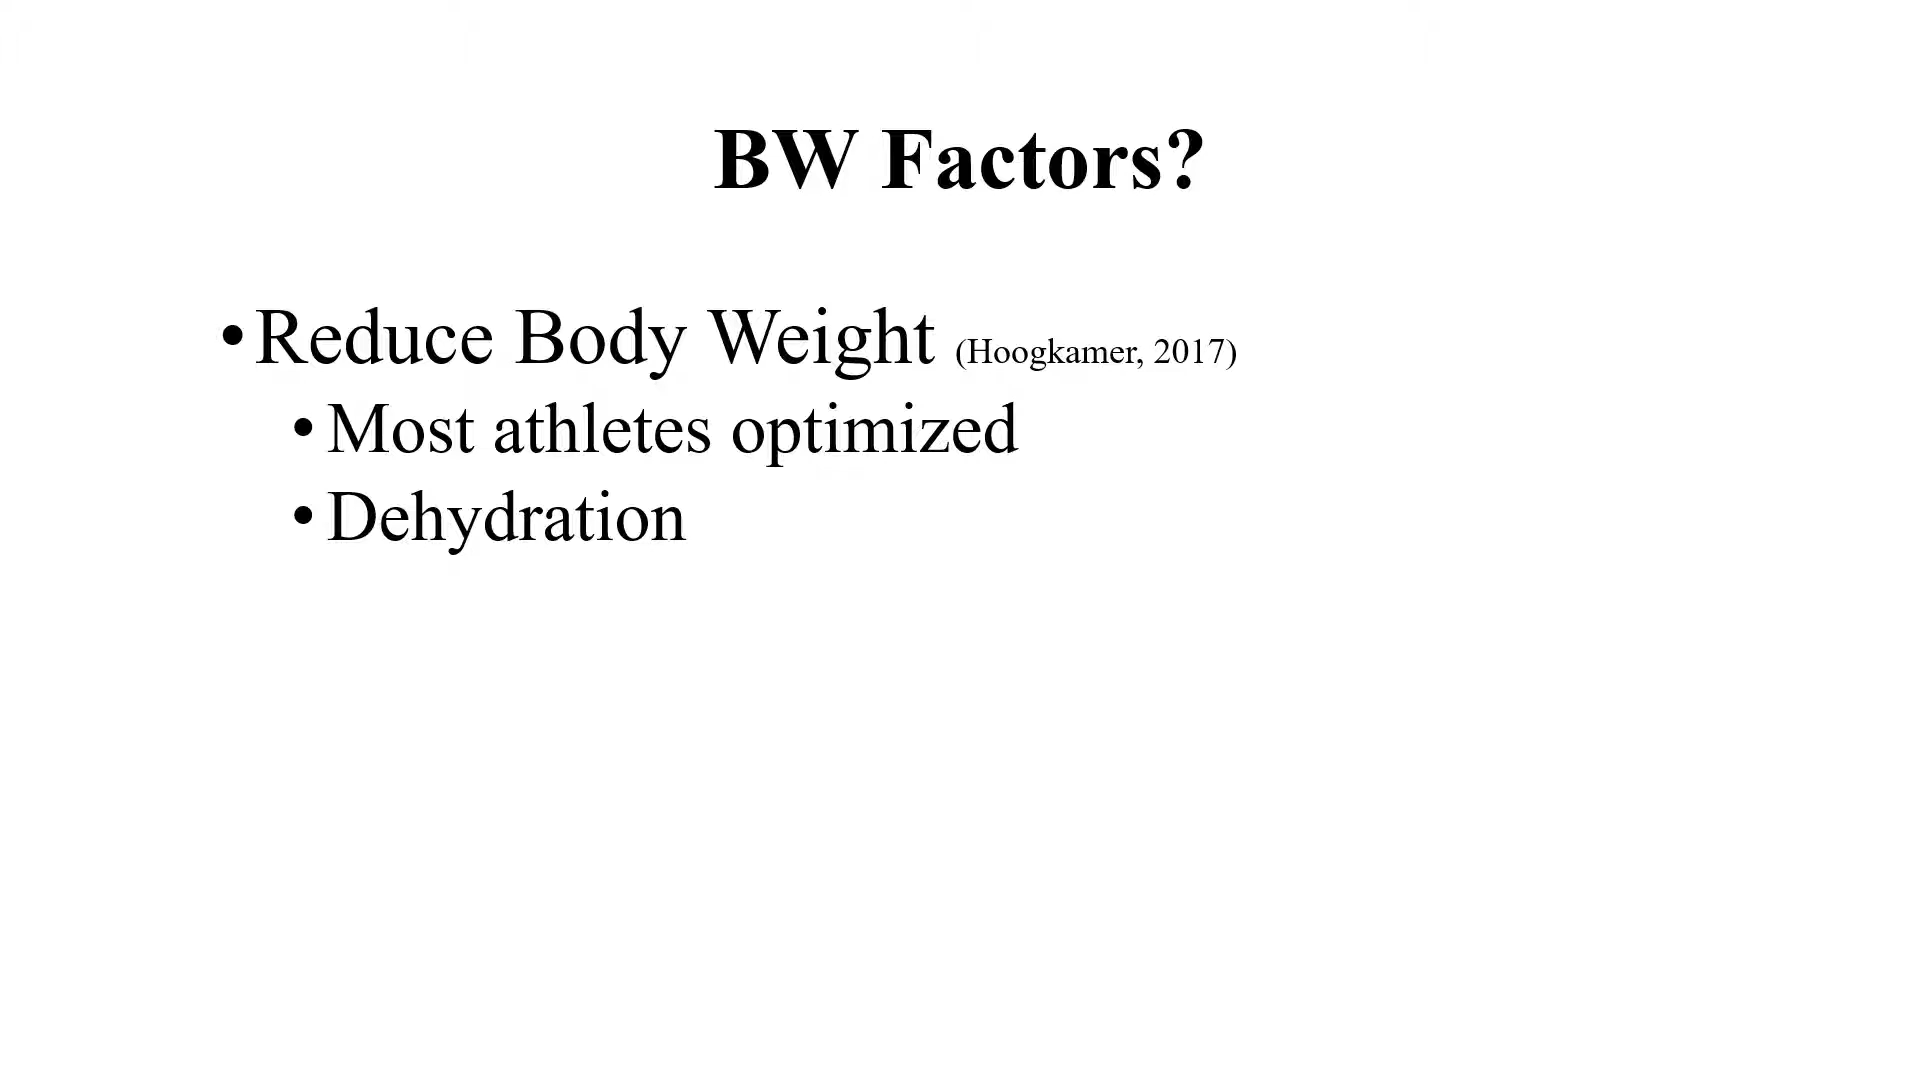 BW Factors?
•Reduce Body Weight (Hoogkamer, 2017)
•Most athletes optimized
•Dehydration